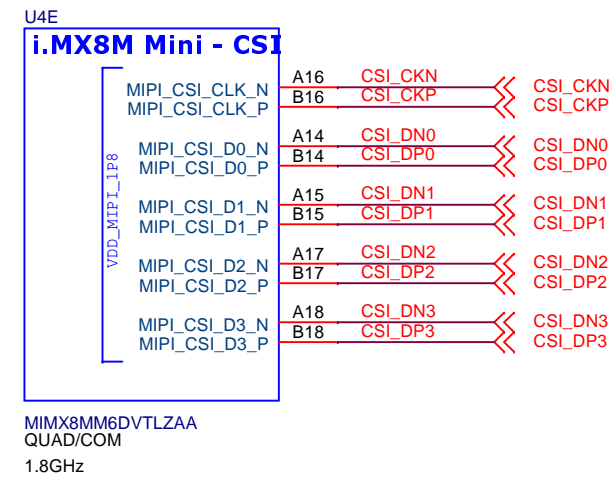 U4E
i.MX8M Mini - CSI
VDD_MIPI_1P8
MIPI_CSI_CLK_N A16 CSI_CKN CSI_CKN
MIPI_CSI_CLK_P B16 CSI_CKP CSI_CKP
MIPI_CSI_D0_N A14 CSI_DN0 CSI_DN0
MIPI_CSI_D0_P B14 CSI_DP0 CSI_DP0
MIPI_CSI_D1_N A15 CSI_DN1 CSI_DN1
MIPI_CSI_D1_P B15 CSI_DP1 CSI_DP1
MIPI_CSI_D2_N A17 CSI_DN2 CSI_DN2
MIPI_CSI_D2_P B17 CSI_DP2 CSI_DP2
MIPI_CSI_D3_N A18 CSI_DN3 CSI_DN3
MIPI_CSI_D3_P B18 CSI_DP3 CSI_DP3
MIMX8MM6DVTLZAA
QUAD/COM
1.8GHz